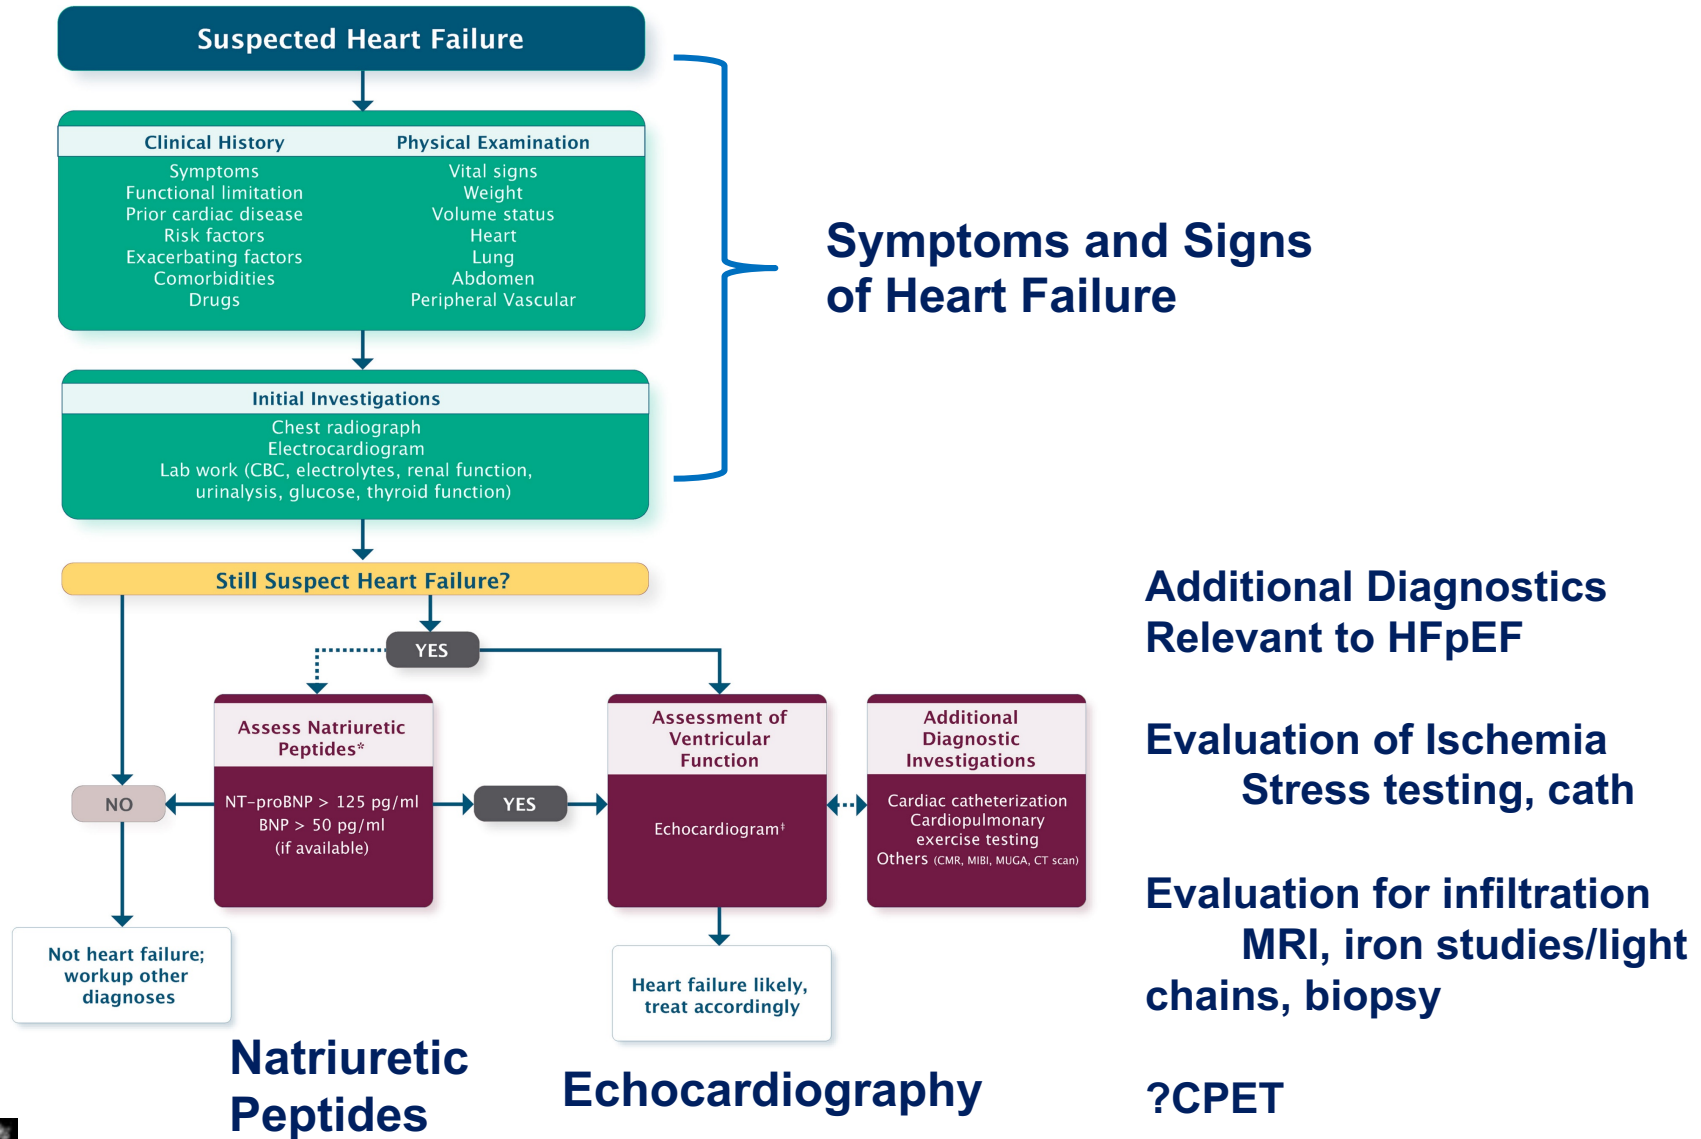 Suspected Heart Failure
Clinical History
Symptoms
Functional limitation
Prior cardiac disease
Risk factors
Exacerbating factors
Comorbidities
Drugs
Physical Examination
Vital signs
Weight
Volume status
Heart
Lung
Abdomen
Peripheral Vascular
Symptoms and Signs
of Heart Failure
Initial Investigations
Chest radiograph
Electrocardiogram
Lab work (CBC, electrolytes, renal function,
urinalysis, glucose, thyroid function)
Still Suspect Heart Failure?
YES
Assess Natriuretic
Peptides*
NT-proBNP > 125 pg/ml
BNP > 50 pg/ml
(if available)
NO
YES
Assessment of
Ventricular
Function
Echocardiogram‡
Additional
Diagnostic
Investigations
Cardiac catheterization
Cardiopulmonary
exercise testing
Others (CMR, MIBI, MUGA, CT scan)
Not heart failure;
workup other
diagnoses
Heart failure likely,
treat accordingly
Natriuretic
Peptides
Echocardiography
Additional Diagnostics
Relevant to HFpEF
Evaluation of Ischemia
Stress testing, cath
Evaluation for infiltration
MRI, iron studies/light
chains, biopsy
?CPET